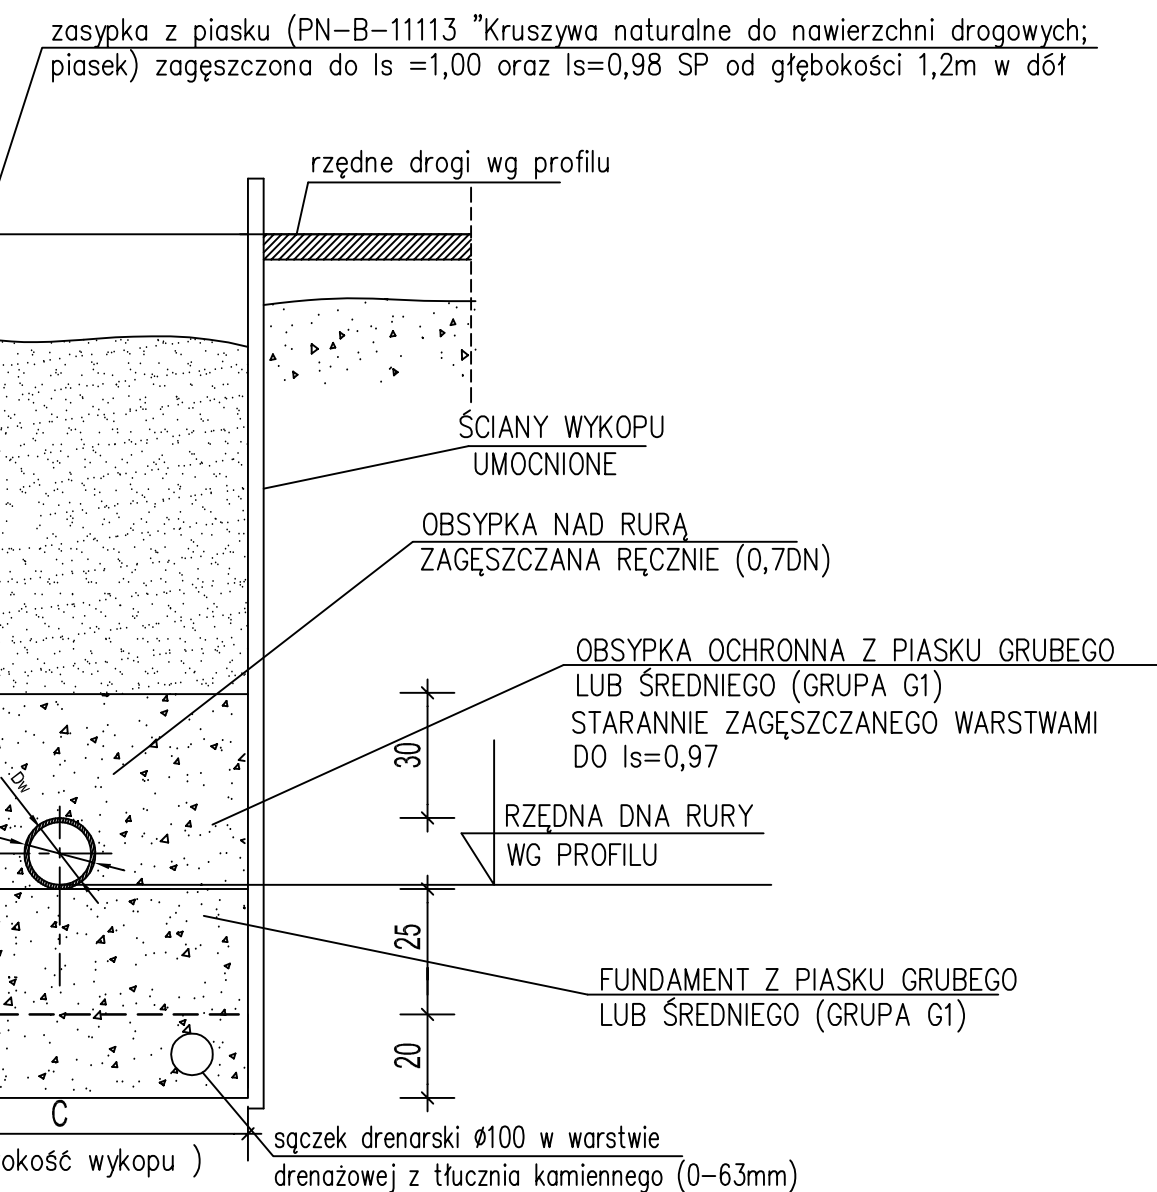 zasypka z piasku (PN-B-11113 "Kruszywa naturalne do nawierzchni drogowych;
piasek) zagęszczona do Is =1,00 oraz Is=0,98 SP od głębokości 1,2m w dół
rzędne drogi wg profilu
ŚCIANY WYKOPU
UMOCNIONE
OBSYPKA NAD RURĄ
ZAGĘSZCZANA RĘCZNIE (0,7DN)
OBSYPKA OCHRONNA Z PIASKU GRUBEGO
LUB ŚREDNIEGO (GRUPA G1)
STARANNIE ZAGĘSZCZANEGO WARSTWAMI
DO Is=0,97
30
Dw
RZĘDNA DNA RURY
WG PROFILU
25
FUNDAMENT Z PIASKU GRUBEGO
LUB ŚREDNIEGO (GRUPA G1)
20
C
okość wykopu )
sączek drenarski Ø100 w warstwie
drenażowej z tłucznia kamiennego (0-63mm)